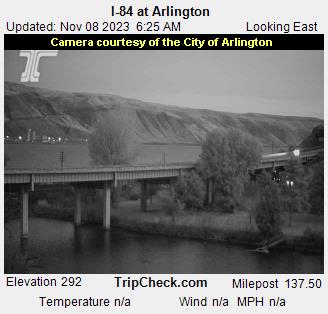 I-84 at Arlington
Updated: Nov 08 2023 6:25 AM Looking East
Camera courtesy of the City of Arlington
Elevation 292 TripCheck.com Milepost 137.50
Temperature n/a Wind n/a MPH n/a